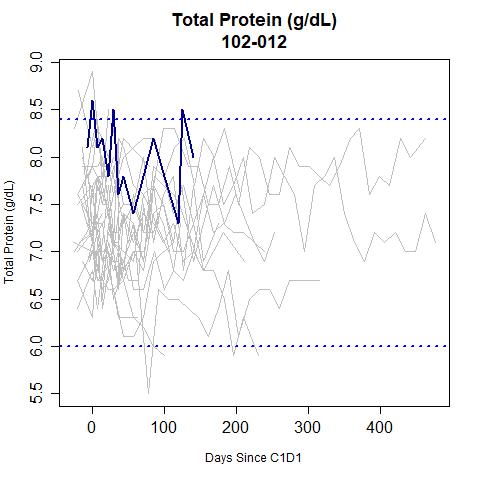 Total Protein (g/dL)
102-012
Total Protein (g/dL)
9.0
8.5
8.0
7.5
7.0
6.5
6.0
5.5
0 100 200 300 400
Days Since C1D1